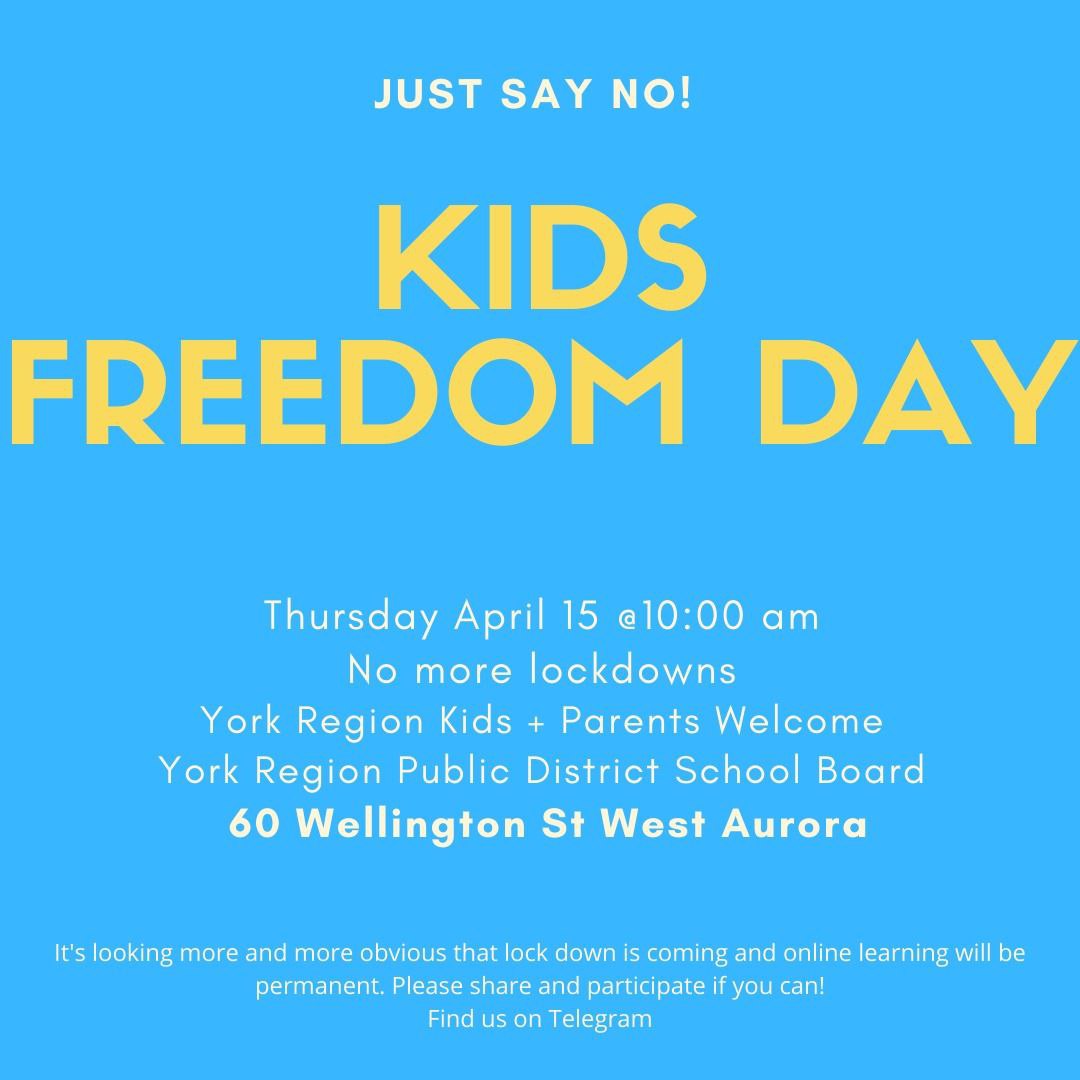 JUST SAY NO!
KIDS
FREEDOM DAY
Thursday April 15 @10:00 am
No more lockdowns
York Region Kids + Parents Welcome
York Region Public District School Board
60 Wellington St West Aurora
It's looking more and more obvious that lock down is coming and online learning will be
permanent. Please share and participate if you can!
Find us on Telegram